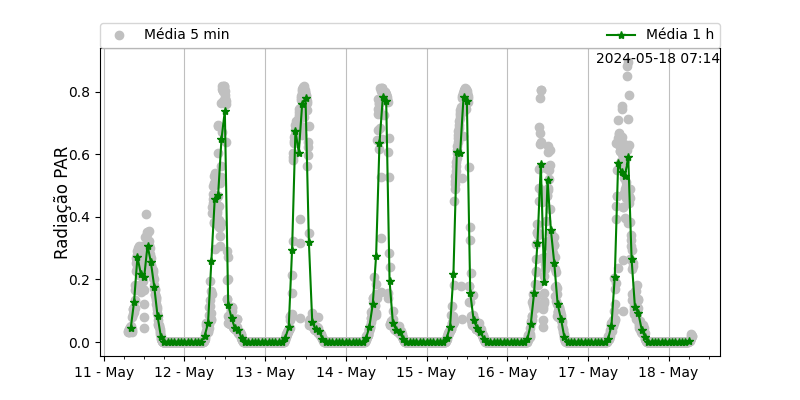 Média 5 min
Média 1 h
2024-05-18 07:14
Radiação PAR
0.8
0.6
0.4
0.2
0.0
11 - May
12 - May
13 - May
14 - May
15 - May
16 - May
17 - May
18 - May